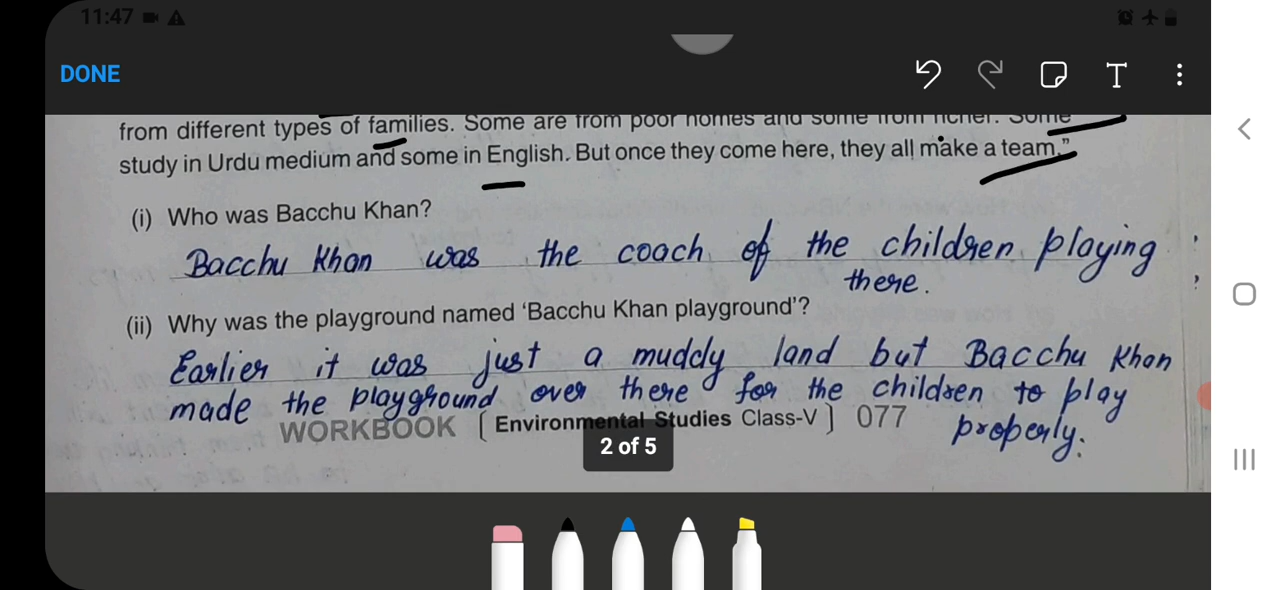 11:47
DONE
T
from different types of families. Some are from poor homes and some from richer. Some
study in Urdu medium and some in English. But once they come here, they all make a team."
(i) Who was Bacchu Khan?
Bacchu Khan was the coach of the children playing
there.
(ii) Why was the playground named 'Bacchu Khan playground'?
Earlier it was just a muddy land but Bacchu Khan
made the playground over there for the children to play
properly.
WORKBOOK [ Environmental Studies Class-V ] 077
2 of 5